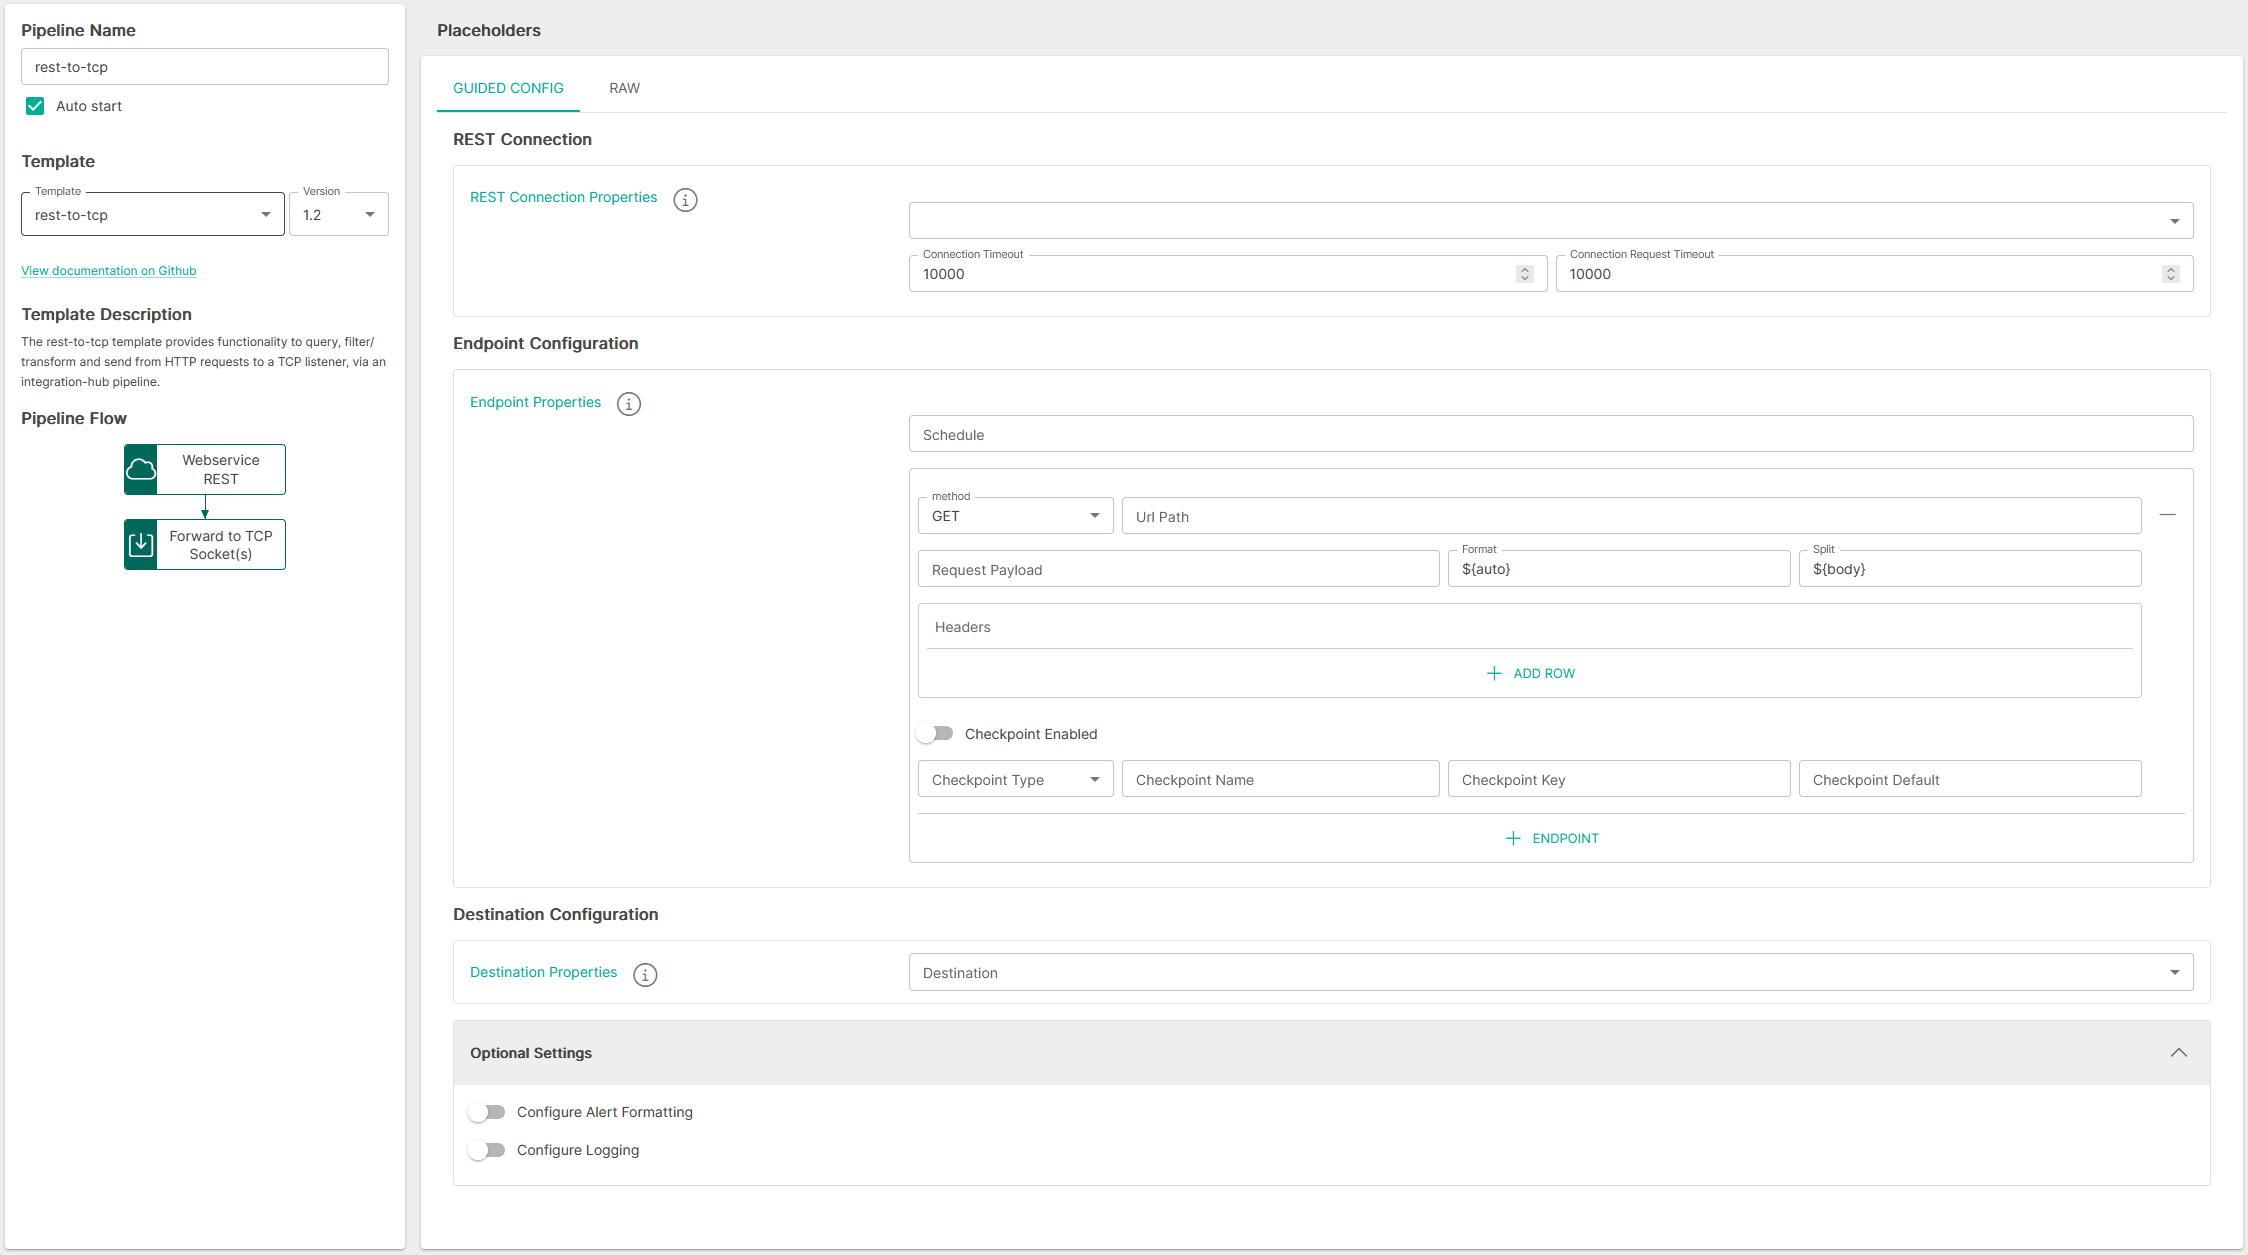 Pipeline Name
rest-to-tcp
Auto start
Template
Template
rest-to-tcp
Version
1.2
View documentation on Github
Template Description
The rest-to-tcp template provides functionality to query, filter/
transform and send from HTTP requests to a TCP listener, via an
integration-hub pipeline.
Pipeline Flow
Webservice
REST
Forward to TCP
Socket(s)
Placeholders
GUIDED CONFIG
RAW
REST Connection
REST Connection Properties
Connection Timeout
10000
Connection Request Timeout
10000
Endpoint Configuration
Endpoint Properties
Schedule
method
GET
Url Path
Request Payload
Format
${auto}
Split
${body}
Headers
ADD ROW
Checkpoint Enabled
Checkpoint Type
Checkpoint Name
Checkpoint Key
Checkpoint Default
ENDPOINT
Destination Configuration
Destination Properties
Destination
Optional Settings
Configure Alert Formatting
Configure Logging